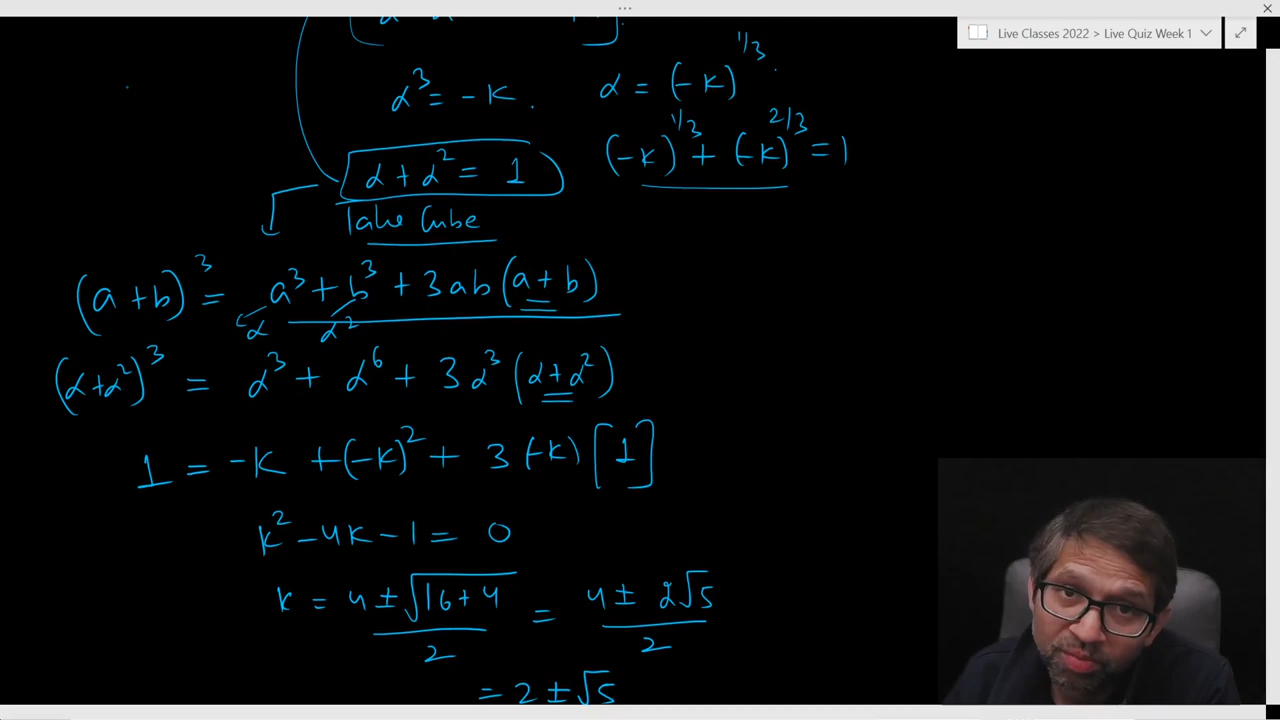 Live Classes 2022 > Live Quiz Week 1
α³ = -K.
α = (-K)^1/3
α + α² = 1
(-K)^1/3 + (-K)^2/3 = 1
Take Cube
(a+b)³ = a³ + b³ + 3ab(a+b)
α α²
(α+α²)³ = α³ + α⁶ + 3α³(α+α²)
1 = -K + (-K)² + 3(-K)[1]
K² - 4K - 1 = 0
K = 4 ± √16+4 / 2 = 4 ± 2√5 / 2
= 2 ± √5